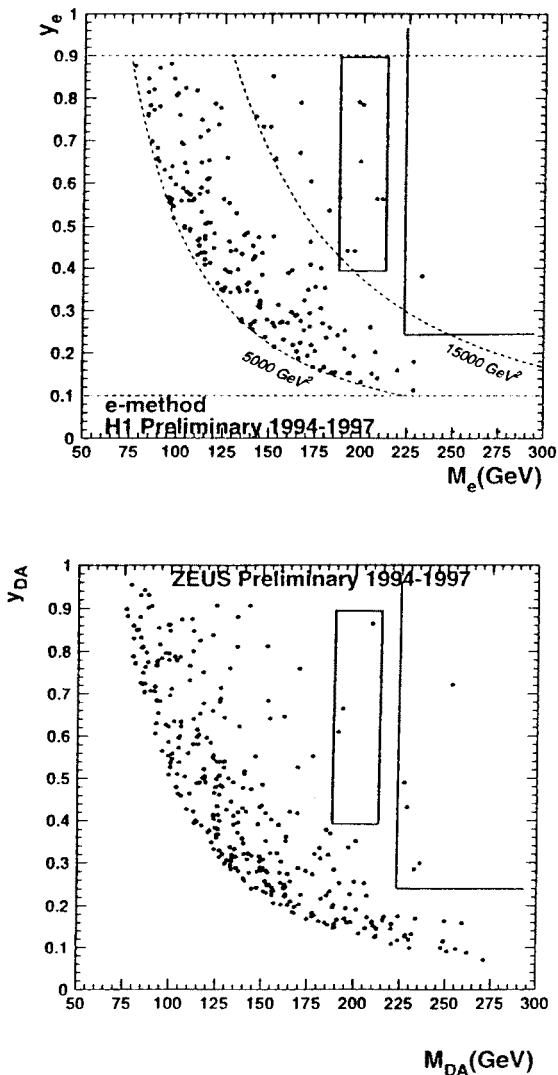 y_e
1
0.9
0.8
0.7
0.6
0.5
0.4
0.3
0.2
0.1
0
5000 GeV²
15000 GeV²
e-method
H1 Preliminary 1994-1997
50 75 100 125 150 175 200 225 250 275 300
M_e(GeV)
y_DA
1
ZEUS Preliminary 1994-1997
0.9
0.8
0.7
0.6
0.5
0.4
0.3
0.2
0.1
0
50 75 100 125 150 175 200 225 250 275 300
M_DA(GeV)